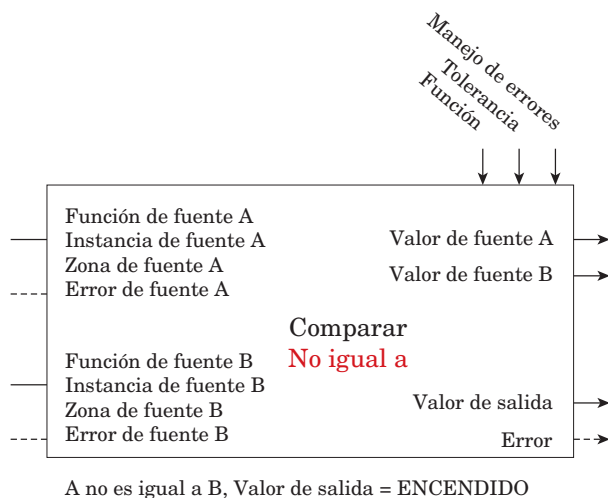 Manejo de errores
Tolerancia
Función
Función de fuente A
Instancia de fuente A
Zona de fuente A
Error de fuente A
Valor de fuente A
Valor de fuente B
Comparar
No igual a
Función de fuente B
Instancia de fuente B
Zona de fuente B
Error de fuente B
Valor de salida
Error
A no es igual a B, Valor de salida = ENCENDIDO